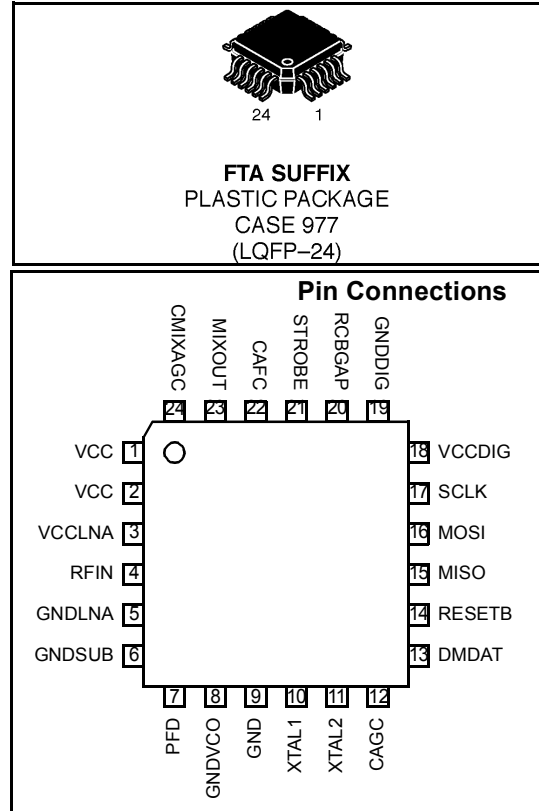 24 1
FTA SUFFIX
PLASTIC PACKAGE
CASE 977
(LQFP–24)
Pin Connections
CMIXAGC
MIXOUT
CAFC
STROBE
RCBGAP
GNDDIG
24 23 22 21 20 19
VCC 1
VCC 2
VCCLNA 3
RFIN 4
GNDLNA 5
GNDSUB 6
18 VCCDIG
17 SCLK
16 MOSI
15 MISO
14 RESETB
13 DMDAT
7 8 9 10 11 12
PFD
GNDVCO
GND
XTAL1
XTAL2
CAGC